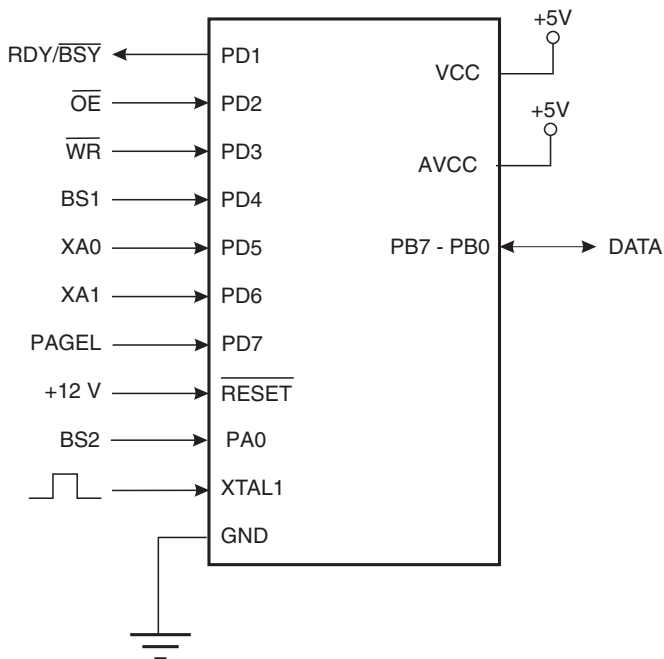 +5V
RDY/BSY PD1
VCC
OE PD2
+5V
WR PD3
AVCC
BS1 PD4
XA0 PD5 PB7 - PB0 DATA
XA1 PD6
PAGEL PD7
+12 V RESET
BS2 PA0
XTAL1
GND